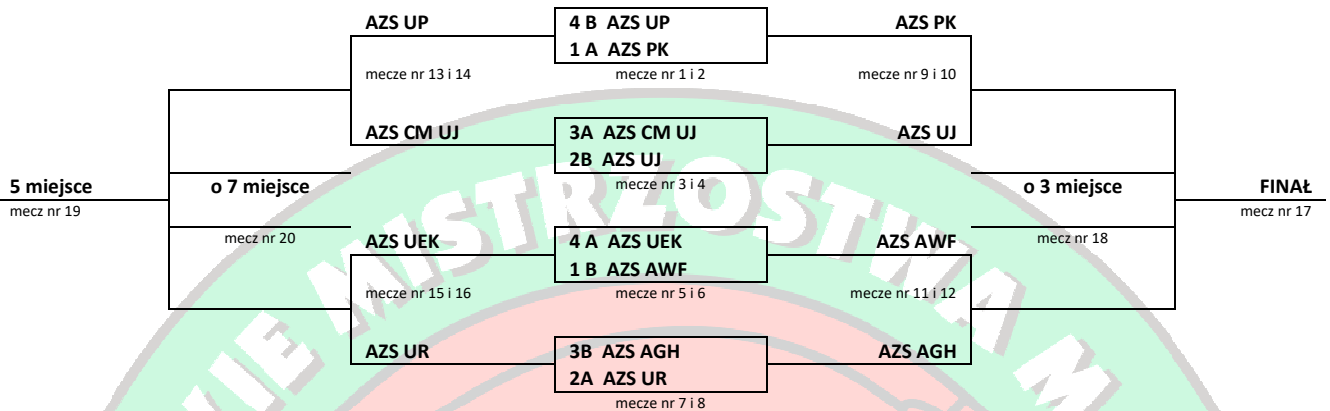 AZS UP 4 B AZS UP AZS PK
1 A AZS PK
mecze nr 13 i 14 mecze nr 1 i 2 mecze nr 9 i 10
AZS CM UJ 3A AZS CM UJ AZS UJ
2B AZS UJ
5 miejsce o 7 miejsce mecze nr 3 i 4 o 3 miejsce FINAŁ
mecz nr 19 mecz nr 17
mecz nr 20 AZS UEK 4 A AZS UEK AZS AWF mecz nr 18
1 B AZS AWF
mecze nr 15 i 16 mecze nr 5 i 6 mecze nr 11 i 12
AZS UR 3B AZS AGH AZS AGH
2A AZS UR
mecze nr 7 i 8
KIE MISTRZOSTWA M